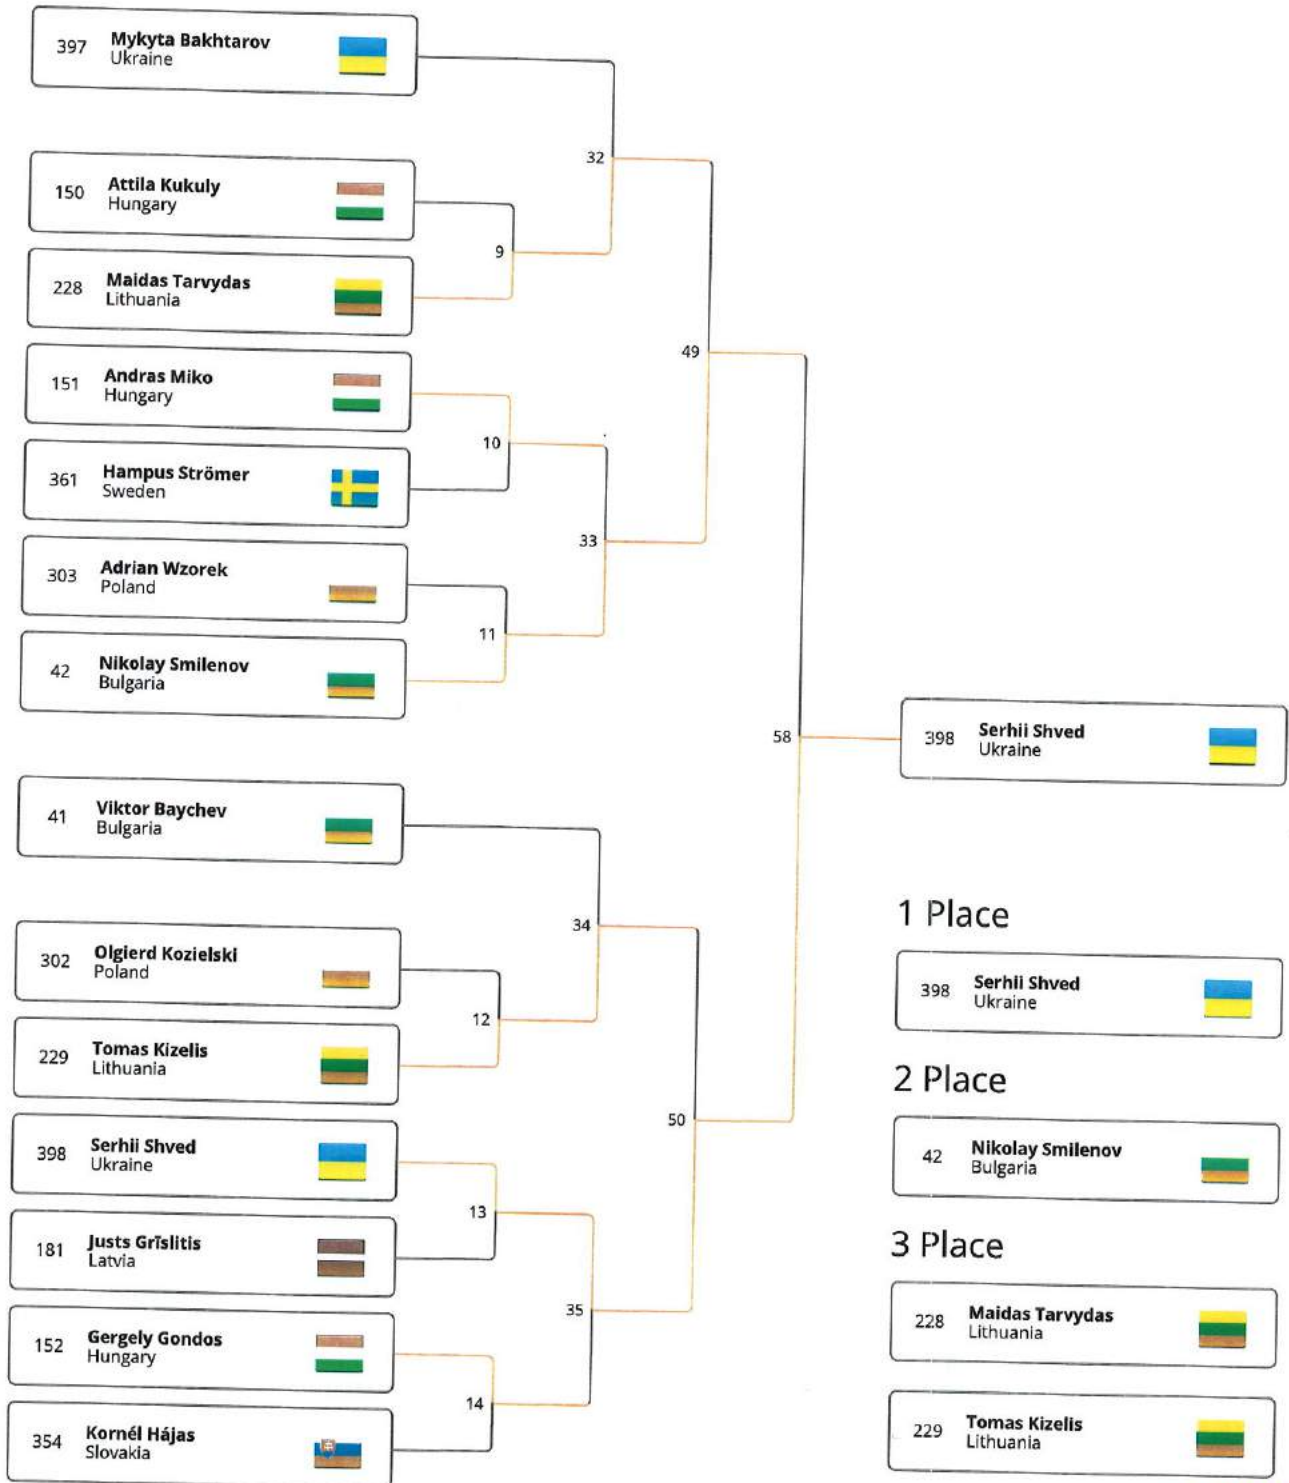 397 Mykyta Bakhtarov
Ukraine
32
150 Attila Kukuly
Hungary
9
228 Maidas Tarvydas
Lithuania
49
151 Andras Miko
Hungary
10
361 Hampus Strömer
Sweden
33
303 Adrian Wzorek
Poland
11
42 Nikolay Smilenov
Bulgaria
58
398 Serhii Shved
Ukraine
41 Viktor Baychev
Bulgaria
34
302 Olgierd Kozielski
Poland
12
229 Tomas Kizelis
Lithuania
50
398 Serhii Shved
Ukraine
13
181 Justs Grīslitis
Latvia
35
152 Gergely Gondos
Hungary
14
354 Kornél Hájas
Slovakia
1 Place
398 Serhii Shved
Ukraine
2 Place
42 Nikolay Smilenov
Bulgaria
3 Place
228 Maidas Tarvydas
Lithuania
229 Tomas Kizelis
Lithuania